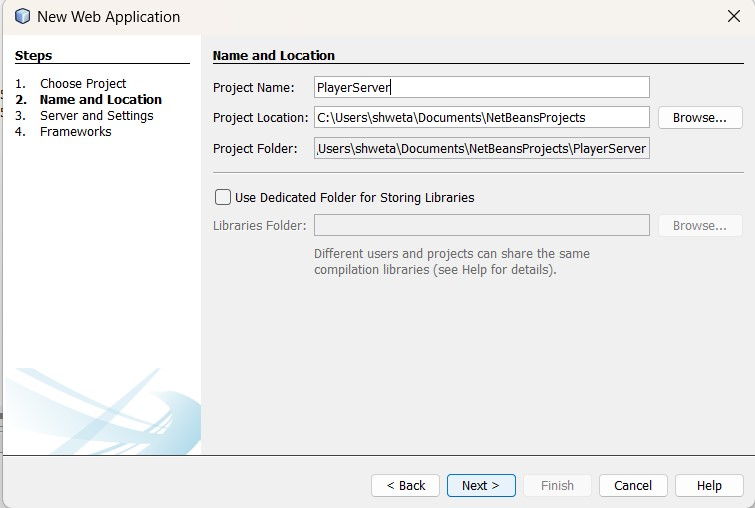 New Web Application
Steps
1. Choose Project
2. Name and Location
3. Server and Settings
4. Frameworks
Name and Location
Project Name: PlayerServer
Project Location: C:\Users\shweta\Documents\NetBeansProjects Browse...
Project Folder: \Users\shweta\Documents\NetBeansProjects\PlayerServer
Use Dedicated Folder for Storing Libraries
Libraries Folder: Browse...
Different users and projects can share the same
compilation libraries (see Help for details).
< Back Next > Finish Cancel Help